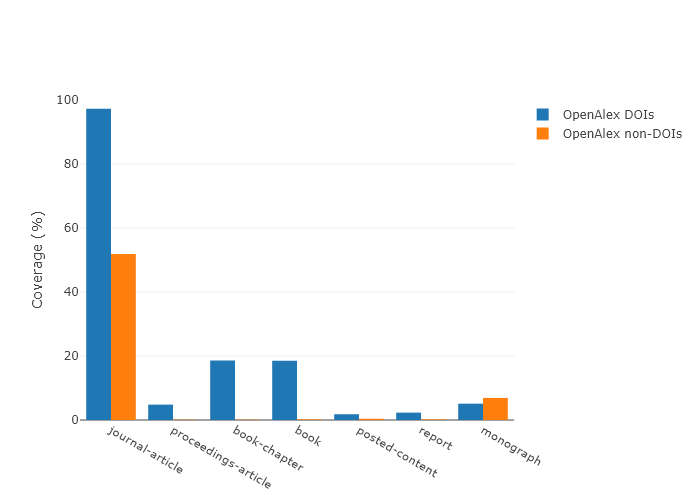 100
80
60
40
20
0
Coverage (%)
journal-article
proceedings-article
book-chapter
book
posted-content
report
monograph
OpenAlex DOIs
OpenAlex non-DOIs